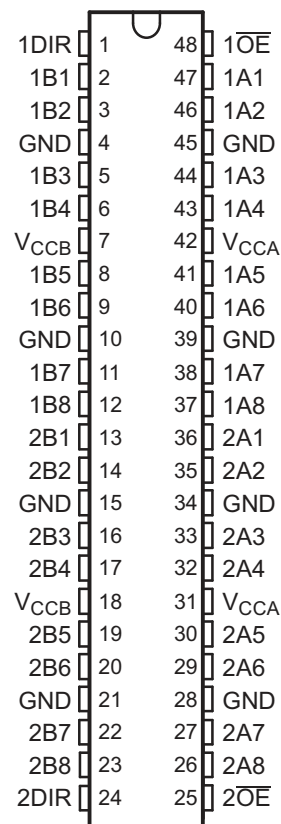 1DIR 1 48 1O̅E̅
1B1 2 47 1A1
1B2 3 46 1A2
GND 4 45 GND
1B3 5 44 1A3
1B4 6 43 1A4
VCCB 7 42 VCCA
1B5 8 41 1A5
1B6 9 40 1A6
GND 10 39 GND
1B7 11 38 1A7
1B8 12 37 1A8
2B1 13 36 2A1
2B2 14 35 2A2
GND 15 34 GND
2B3 16 33 2A3
2B4 17 32 2A4
VCCB 18 31 VCCA
2B5 19 30 2A5
2B6 20 29 2A6
GND 21 28 GND
2B7 22 27 2A7
2B8 23 26 2A8
2DIR 24 25 2O̅E̅